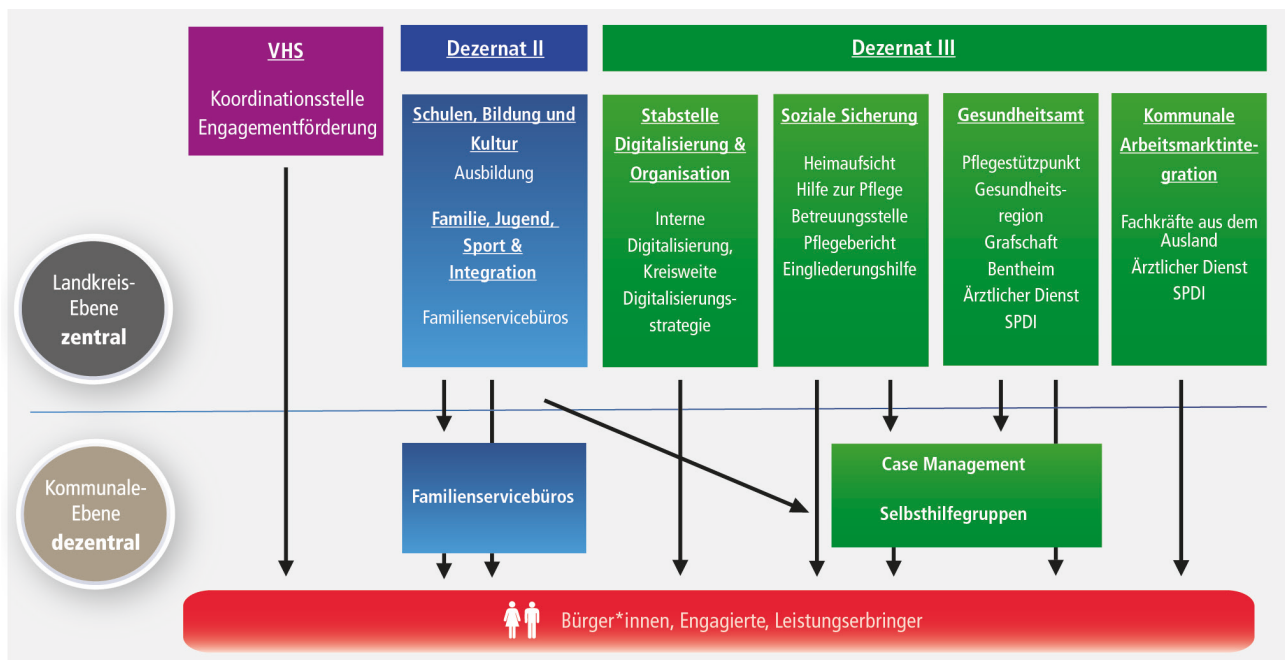 VHS
Koordinationsstelle
Engagementförderung
Dezernat II
Dezernat III
Schulen, Bildung und
Kultur
Ausbildung
Familie, Jugend,
Sport &
Integration
Familienservicebüros
Stabstelle
Digitalisierung &
Organisation
Interne
Digitalisierung,
Kreisweite
Digitalisierungs-
strategie
Soziale Sicherung
Heimaufsicht
Hilfe zur Pflege
Betreuungsstelle
Pflegebericht
Eingliederungshilfe
Gesundheitsamt
Pflegestützpunkt
Gesundheits-
region
Grafschaft
Bentheim
Ärztlicher Dienst
SPDI
Kommunale
Arbeitsmarktinte-
gration
Fachkräfte aus dem
Ausland
Ärztlicher Dienst
SPDI
Landkreis-
Ebene
zentral
Kommunale-
Ebene
dezentral
Familienservicebüros
Case Management
Selbsthilfegruppen
Bürger*innen, Engagierte, Leistungserbringer